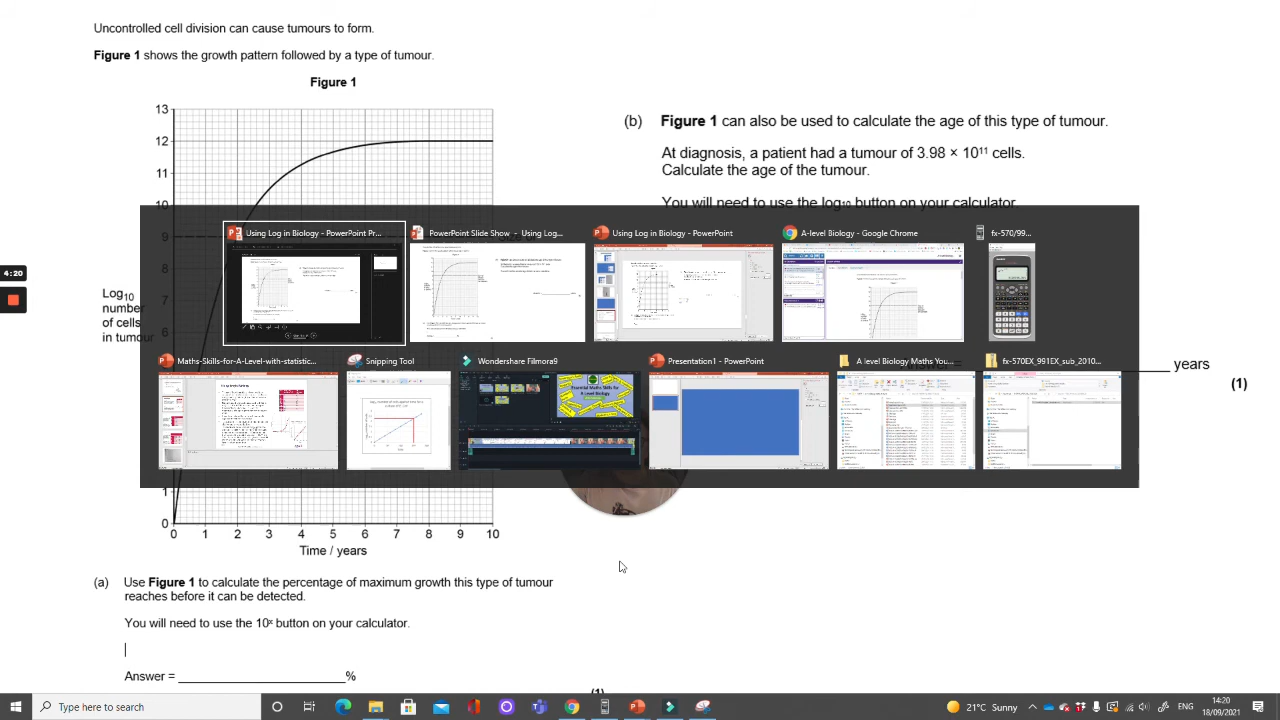 Uncontrolled cell division can cause tumours to form.
Figure 1 shows the growth pattern followed by a type of tumour.
Figure 1
13
12
11
10
9
8
7
1
0
Log10
number
of cells
in tumour
0 1 2 3 4 5 6 7 8 9 10
Time / years
(b) Figure 1 can also be used to calculate the age of this type of tumour.
At diagnosis, a patient had a tumour of 3.98 × 10¹¹ cells.
Calculate the age of the tumour.
You will need to use the log₁₀ button on your calculator.
= years
(1)
Using Log in Biology - PowerPoint Pr...
PowerPoint Slide Show - Using Log...
Using Log in Biology - PowerPoint
A-level Biology - Google Chrome
fx-570/99...
Maths-Skills-for-A-Level-with-statistic...
Snipping Tool
Wondershare Filmora9
Presentation1 - PowerPoint
A level Biology Maths You...
fx-570EX_991EX_sub_2010...
4:20
(a) Use Figure 1 to calculate the percentage of maximum growth this type of tumour
reaches before it can be detected.
You will need to use the 10ˣ button on your calculator.
Answer = ____________________%
(1)
Type here to search
21°C Sunny
ENG
14:20
18/09/2021